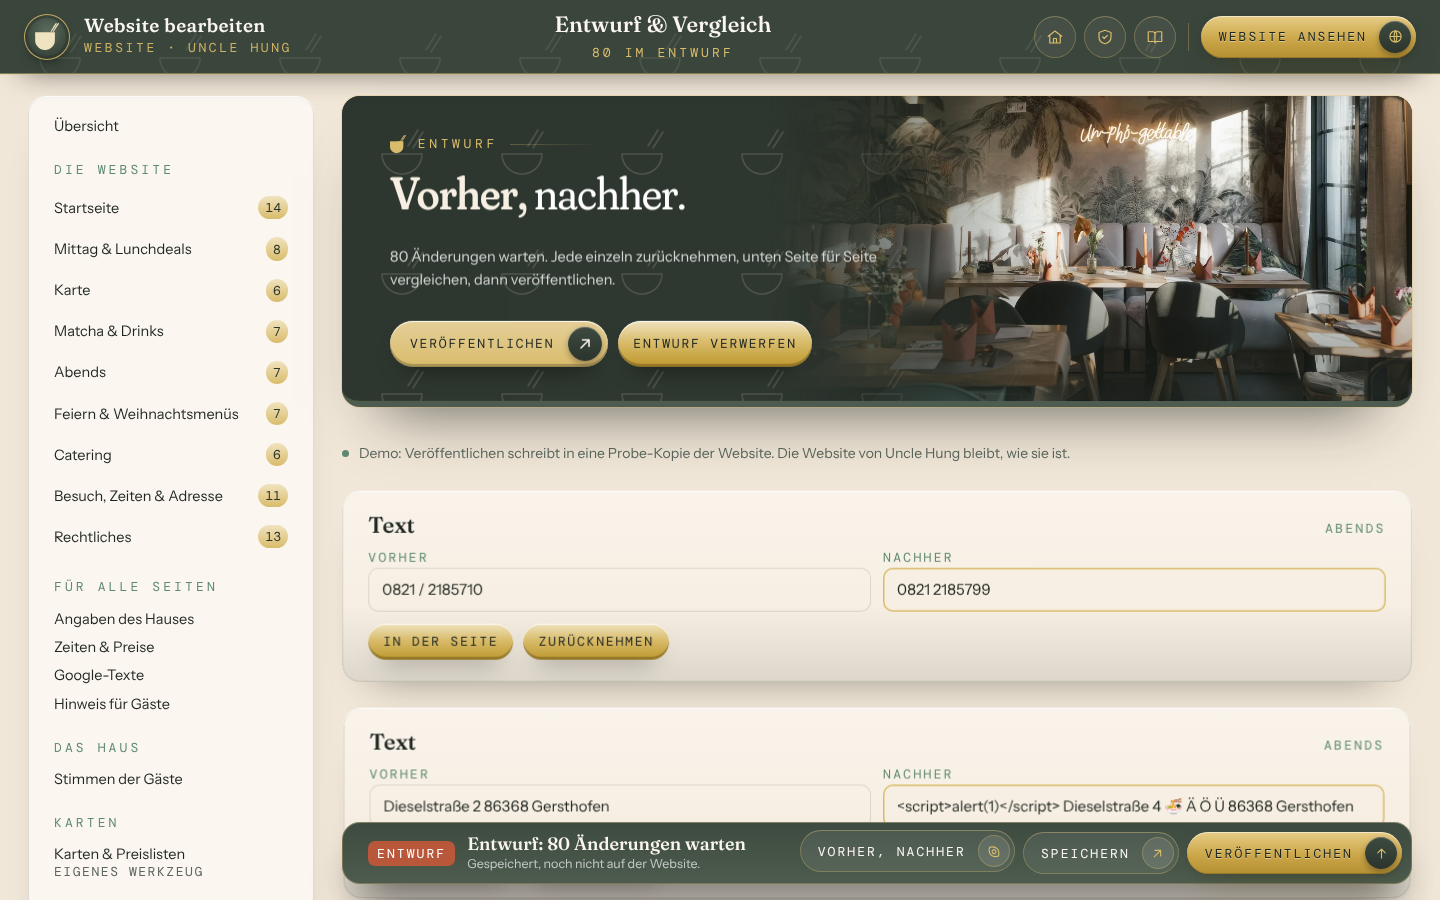 Website bearbeiten
WEBSITE · UNCLE HUNG
Entwurf & Vergleich
80 IM ENTWURF
WEBSITE ANSEHEN
Übersicht
DIE WEBSITE
Startseite 14
Mittag & Lunchdeals 8
Karte 6
Matcha & Drinks 7
Abends 7
Feiern & Weihnachtsmenüs 7
Catering 6
Besuch, Zeiten & Adresse 11
Rechtliches 13
FÜR ALLE SEITEN
Angaben des Hauses
Zeiten & Preise
Google-Texte
Hinweis für Gäste
DAS HAUS
Stimmen der Gäste
KARTEN
Karten & Preislisten
EIGENES WERKZEUG
ENTWURF
Vorher, nachher.
80 Änderungen warten. Jede einzeln zurücknehmen, unten Seite für Seite
vergleichen, dann veröffentlichen.
VERÖFFENTLICHEN
ENTWURF VERWERFEN
Un-Phở-gettable
Demo: Veröffentlichen schreibt in eine Probe-Kopie der Website. Die Website von Uncle Hung bleibt, wie sie ist.
Text
ABENDS
VORHER
NACHHER
0821 / 2185710
0821 2185799
IN DER SEITE
ZURÜCKNEHMEN
Text
ABENDS
VORHER
NACHHER
Dieselstraße 2 86368 Gersthofen
<script>alert(1)</script> Dieselstraße 4 🍜 Ä Ö Ü 86368 Gersthofen
ENTWURF
Entwurf: 80 Änderungen warten
Gespeichert, noch nicht auf der Website.
VORHER, NACHHER
SPEICHERN
VERÖFFENTLICHEN